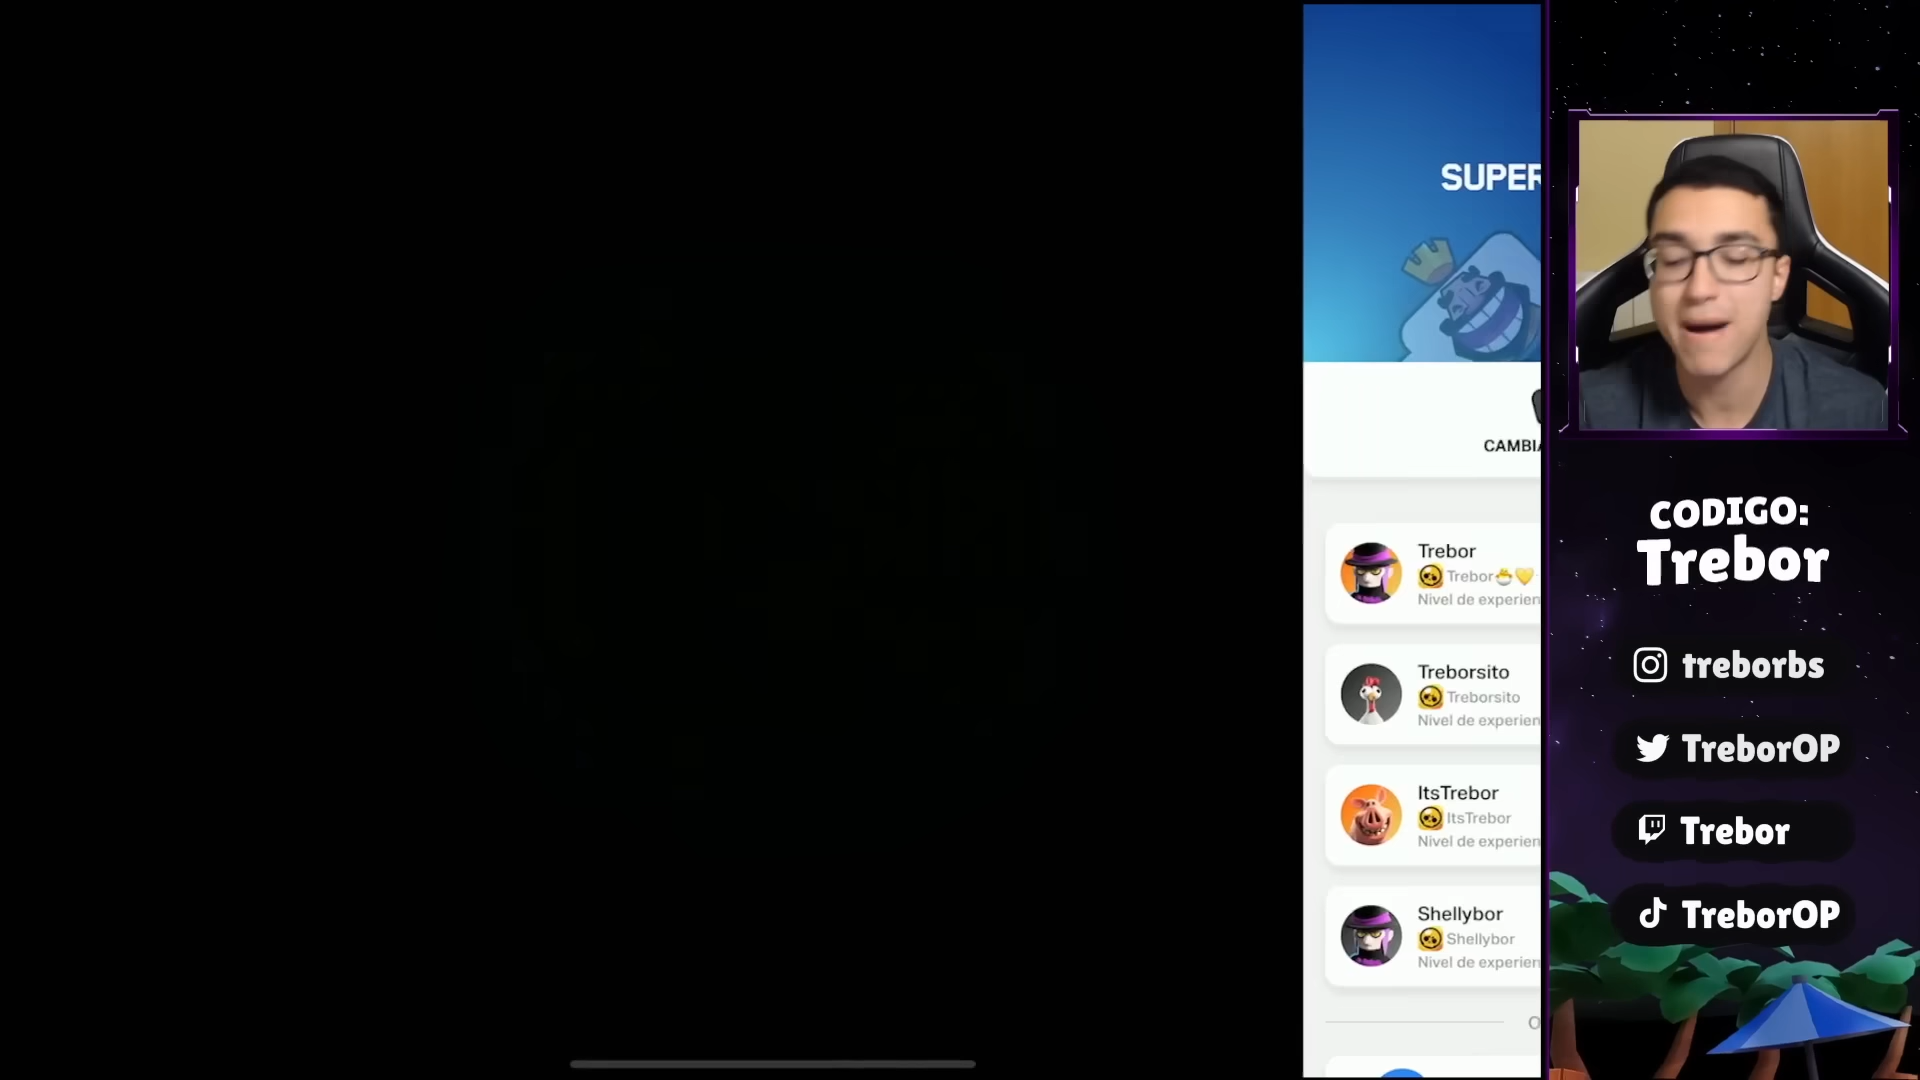 SUPER
CAMBIA
Trebor
Trebor🐣💛
Nivel de experien
Treborsito
Treborsito
Nivel de experien
ItsTrebor
ItsTrebor
Nivel de experien
Shellybor
Shellybor
Nivel de experien
O
CODIGO:
Trebor
treborbs
TreborOP
Trebor
TreborOP